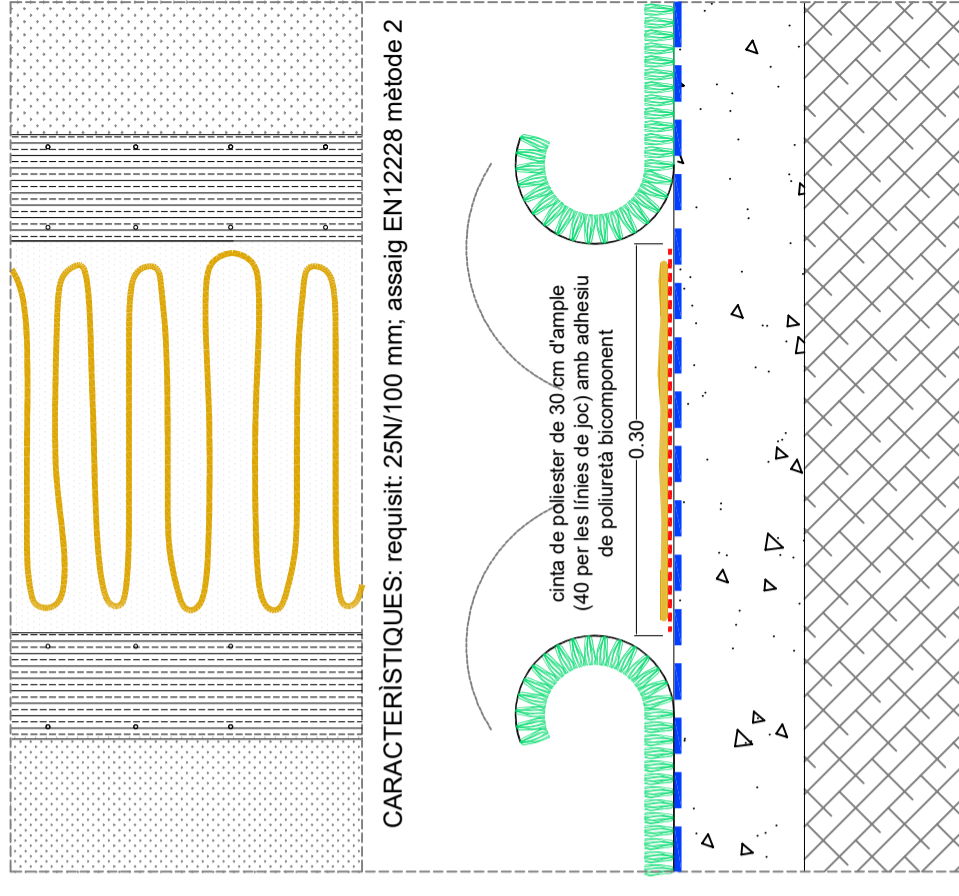 CARACTERÍSTIQUES: requisit: 25N/100 mm; assaig EN12228 mètode 2
cinta de poliester de 30 cm d'ample
(40 per les línies de joc) amb adhesiu
de poliuretà bicomponent
0.30